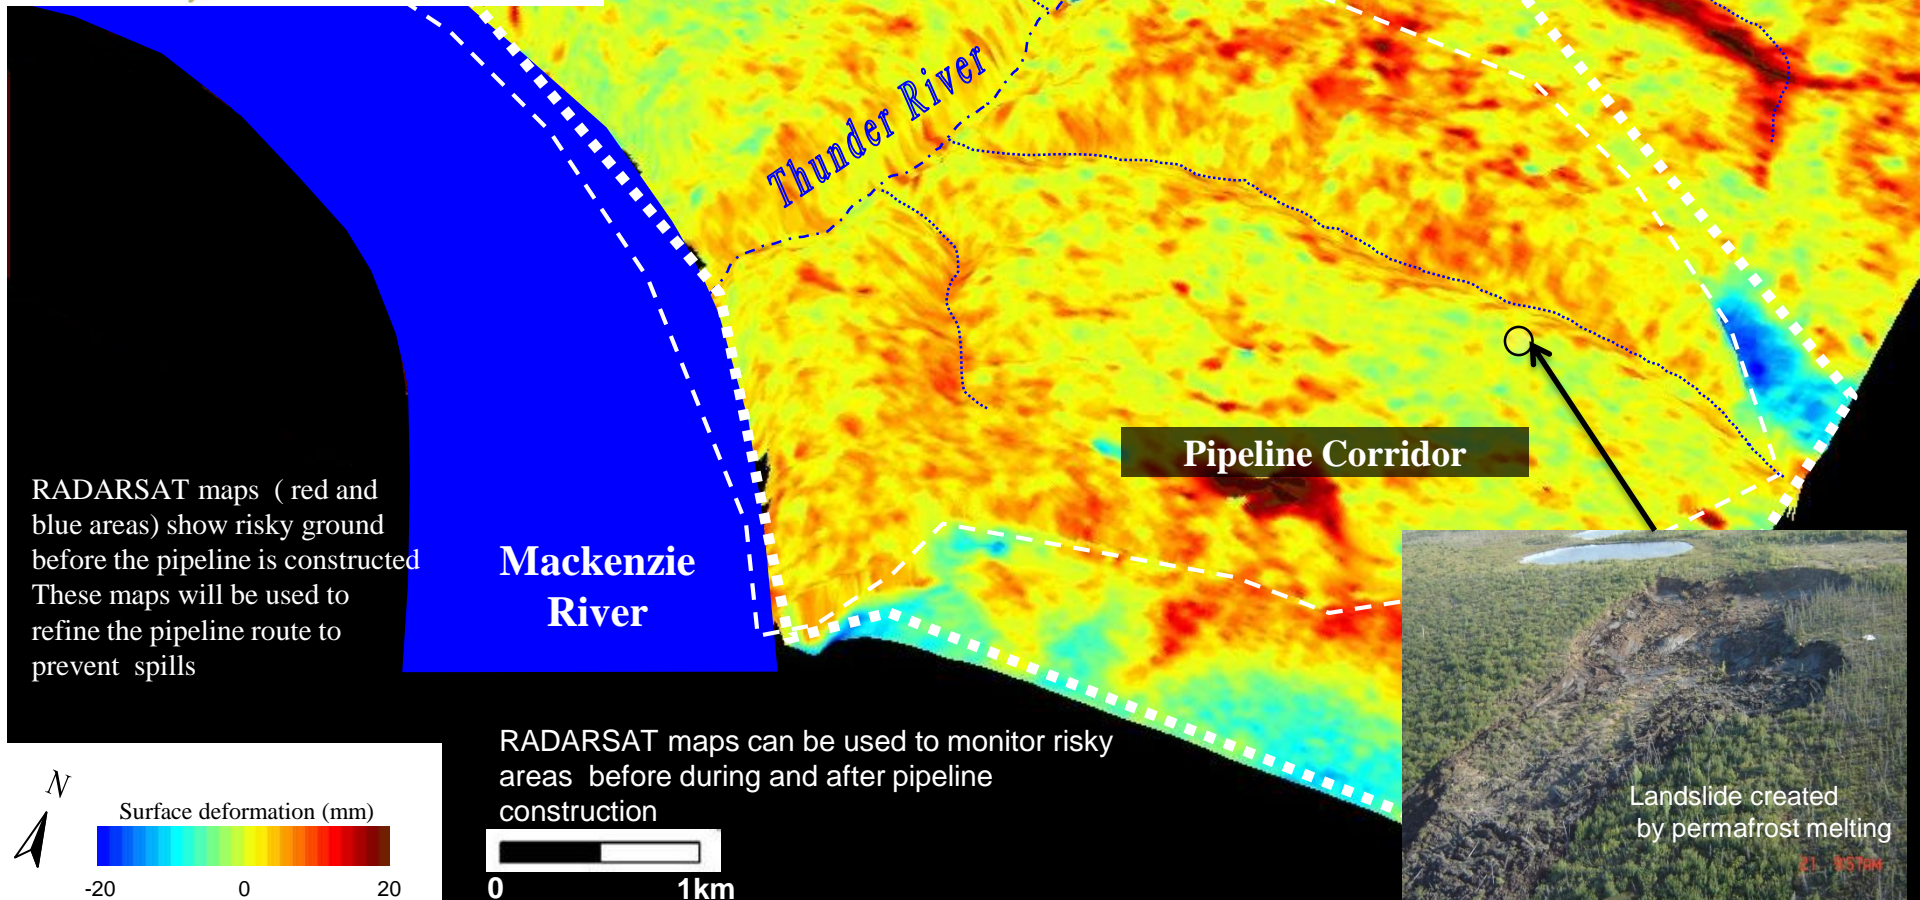 Thunder River
Pipeline Corridor
RADARSAT maps ( red and
blue areas) show risky ground
before the pipeline is constructed
These maps will be used to
refine the pipeline route to
prevent spills
Mackenzie
River
RADARSAT maps can be used to monitor risky
areas before during and after pipeline
construction
0 1km
N
Surface deformation (mm)
-20 0 20
Landslide created
by permafrost melting